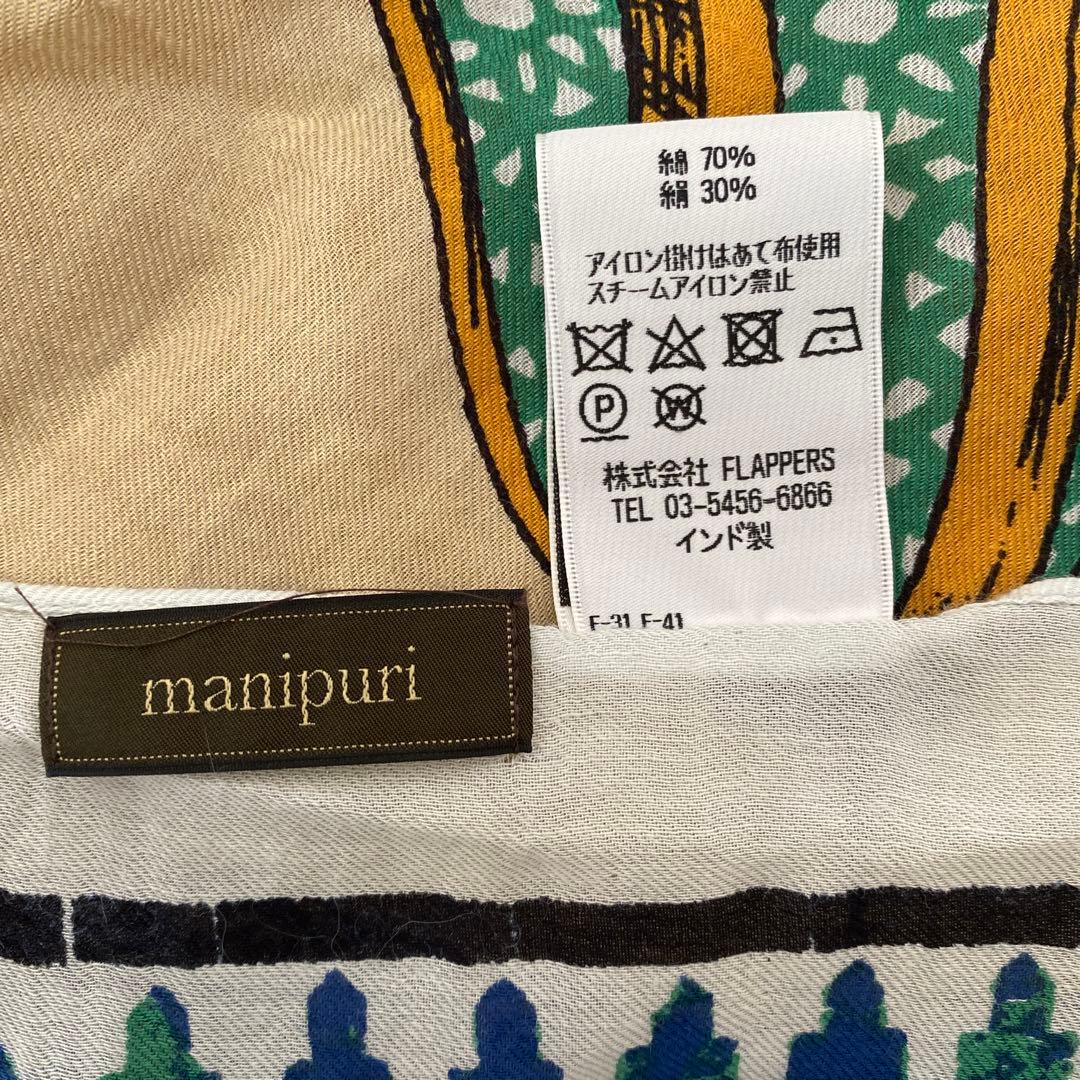 綿 70%
絹 30%
アイロン掛けはあて布使用
スチームアイロン禁止
P W
株式会社 FLAPPERS
TEL 03-5456-6866
インド製
F-31 F-41
manipuri